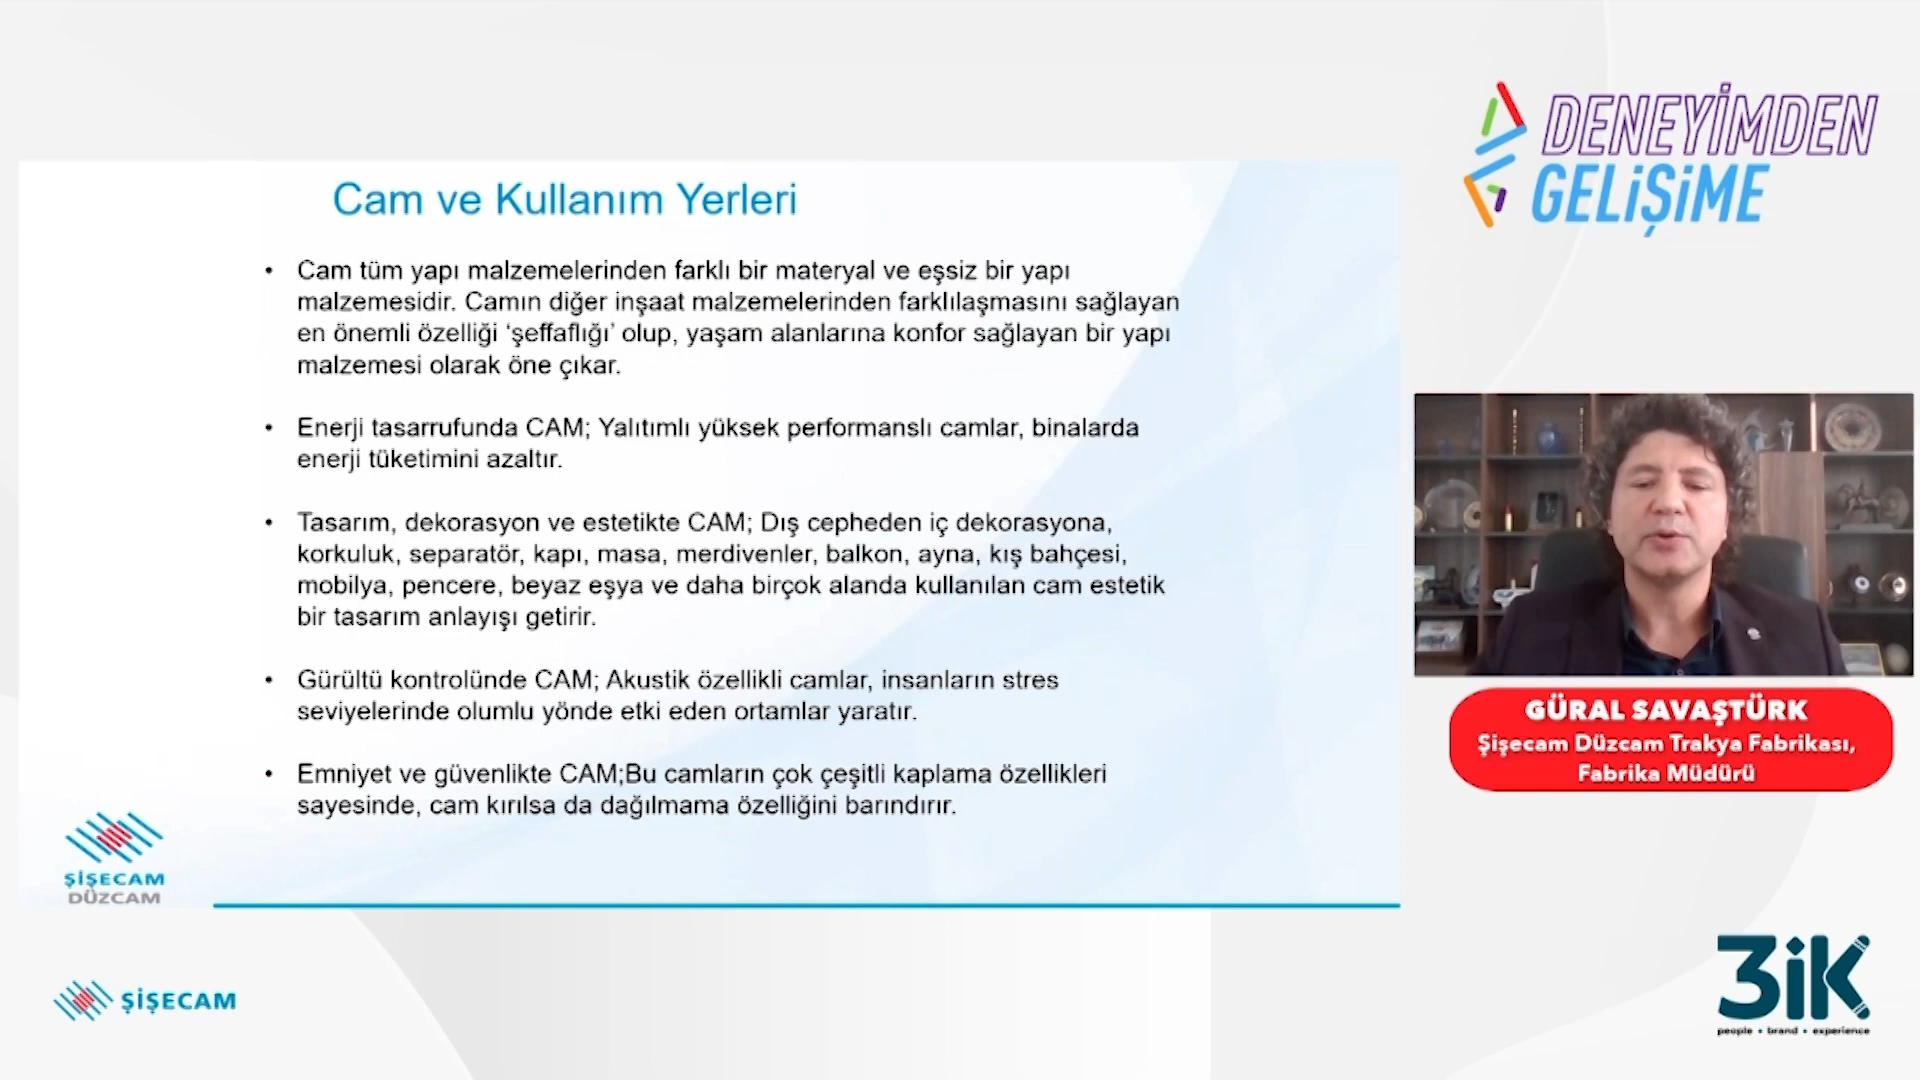 DENEYİMDEN
GELİŞİME
Cam ve Kullanım Yerleri
• Cam tüm yapı malzemelerinden farklı bir materyal ve eşsiz bir yapı
malzemesidir. Camın diğer inşaat malzemelerinden farklılaşmasını sağlayan
en önemli özelliği ‘şeffaflığı’ olup, yaşam alanlarına konfor sağlayan bir yapı
malzemesi olarak öne çıkar.
• Enerji tasarrufunda CAM; Yalıtımlı yüksek performanslı camlar, binalarda
enerji tüketimini azaltır.
• Tasarım, dekorasyon ve estetikte CAM; Dış cepheden iç dekorasyona,
korkuluk, separatör, kapı, masa, merdivenler, balkon, ayna, kış bahçesi,
mobilya, pencere, beyaz eşya ve daha birçok alanda kullanılan cam estetik
bir tasarım anlayışı getirir.
• Gürültü kontrolünde CAM; Akustik özellikli camlar, insanların stres
seviyelerinde olumlu yönde etki eden ortamlar yaratır.
• Emniyet ve güvenlikte CAM;Bu camların çok çeşitli kaplama özellikleri
sayesinde, cam kırılsa da dağılmama özelliğini barındırır.
ŞİŞECAM
DÜZCAM
GÜRAL SAVAŞTÜRK
Şişecam Düzcam Trakya Fabrikası,
Fabrika Müdürü
ŞİŞECAM
3iK
people • brand • experience